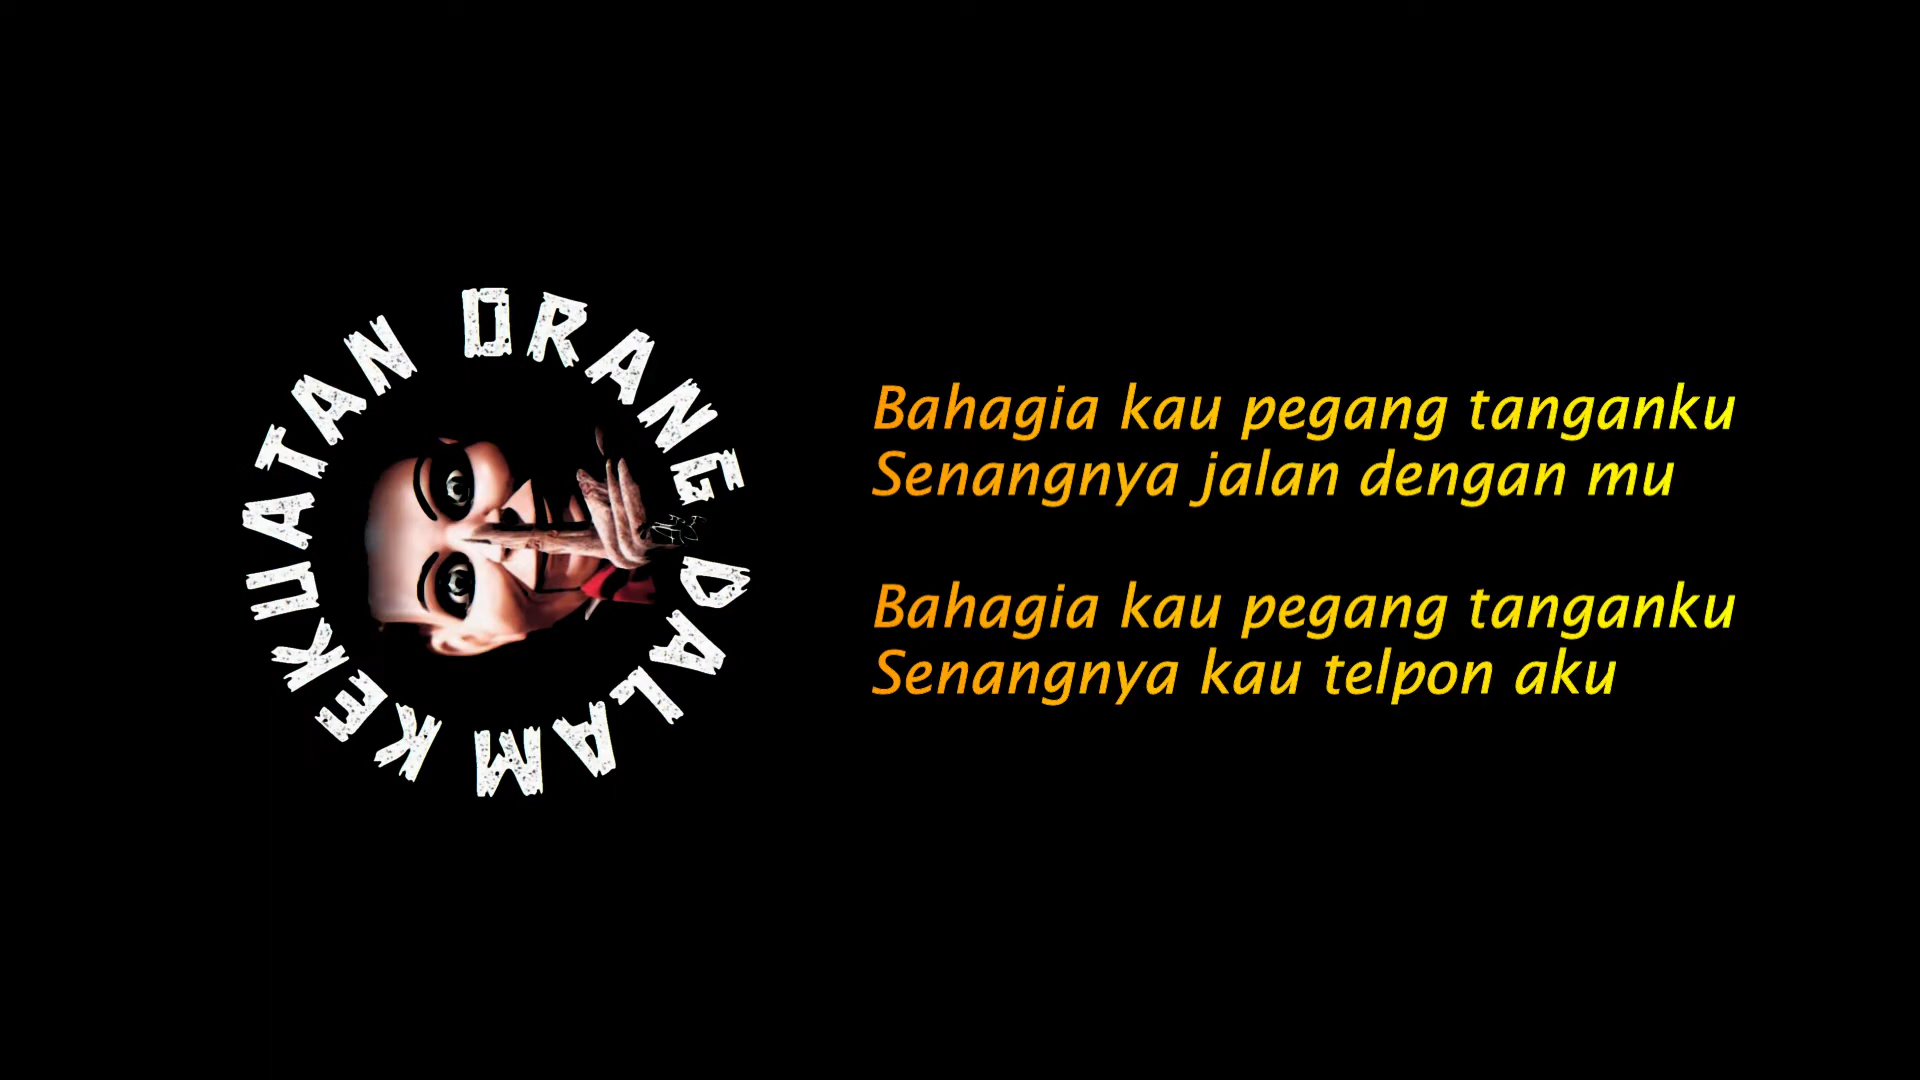 KEKUATAN ORANG DALAM
Bahagia kau pegang tanganku
Senangnya jalan dengan mu
Bahagia kau pegang tanganku
Senangnya kau telpon aku